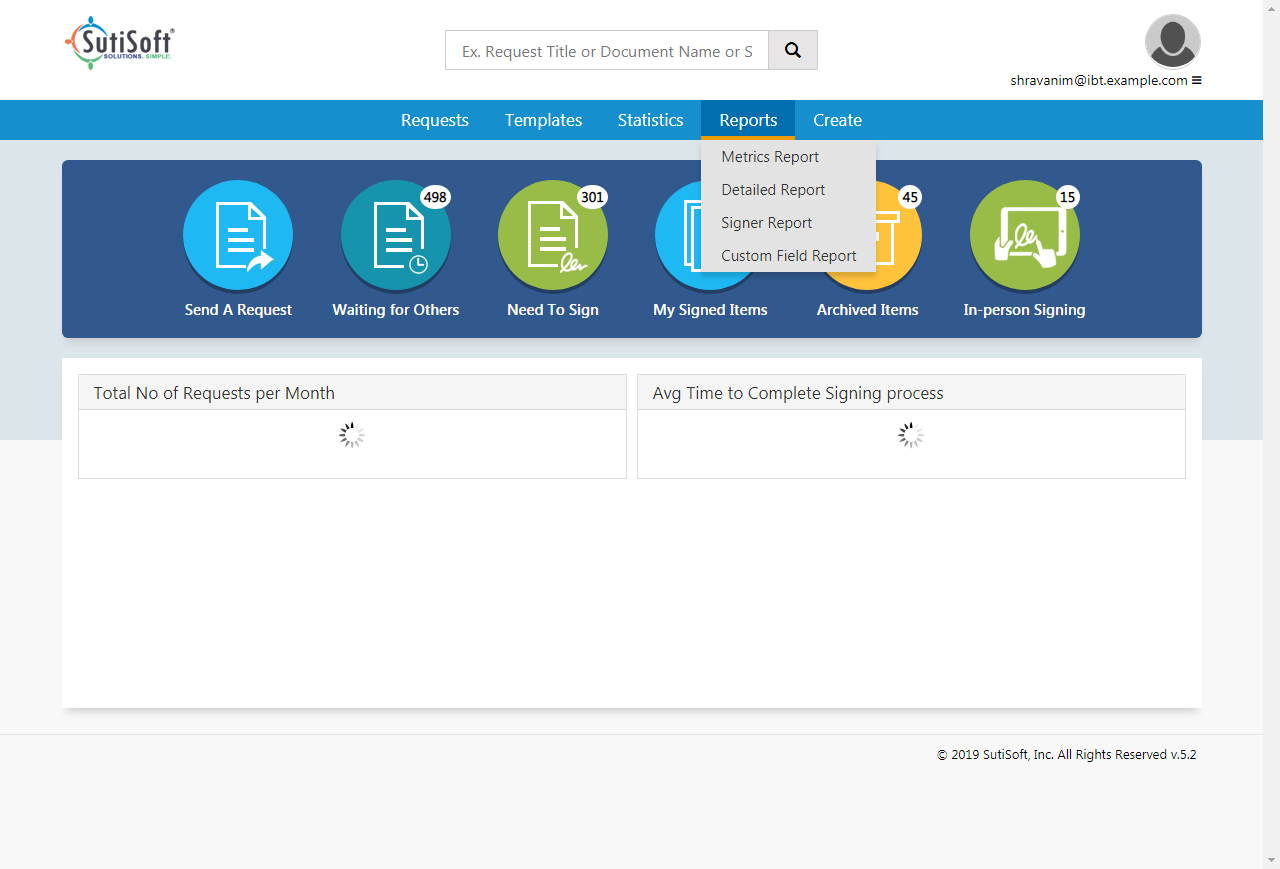 SutiSoft®
SOLUTIONS. SIMPLE.
Ex. Request Title or Document Name or S
shravanim@ibt.example.com
Requests Templates Statistics Reports Create
Metrics Report
Detailed Report
Signer Report
Custom Field Report
498 301 45 15
Send A Request Waiting for Others Need To Sign My Signed Items Archived Items In-person Signing
Total No of Requests per Month Avg Time to Complete Signing process
© 2019 SutiSoft, Inc. All Rights Reserved v.5.2